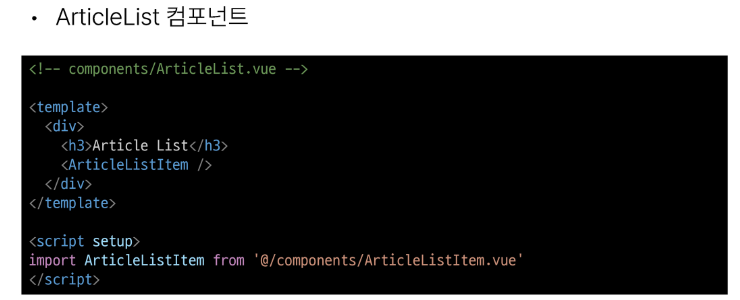 • ArticleList 컴포넌트
<!-- components/ArticleList.vue -->
<template>
  <div>
    <h3>Article List</h3>
    <ArticleListItem />
  </div>
</template>
<script setup>
import ArticleListItem from '@/components/ArticleListItem.vue'
</script>